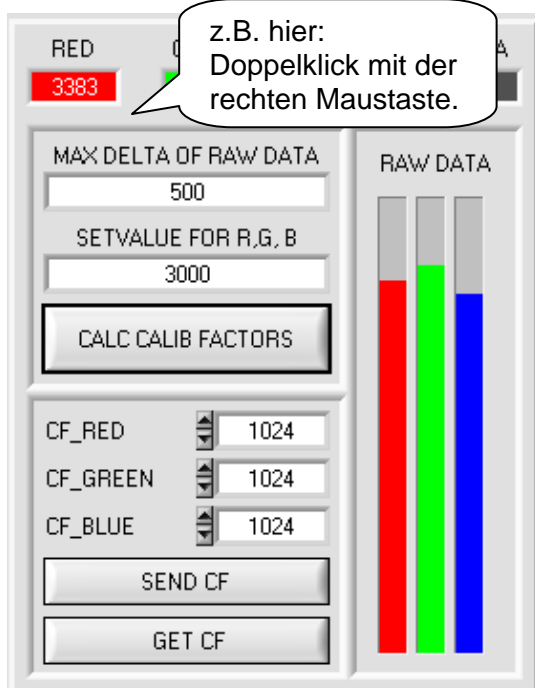 z.B. hier:
Doppelklick mit der
rechten Maustaste.
RED
3383
MAX DELTA OF RAW DATA
500
SETVALUE FOR R,G, B
3000
CALC CALIB FACTORS
RAW DATA
CF_RED 1024
CF_GREEN 1024
CF_BLUE 1024
SEND CF
GET CF